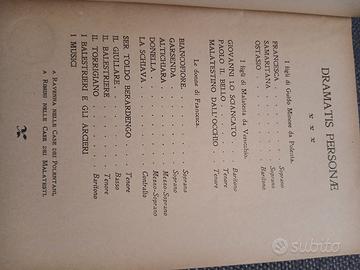 DRAMATIS PERSONÆ
I figli di Guido Minore da Polenta.
FRANCESCA . . . . . . . Soprano
SAMARITANA . . . . . . . Soprano
OSTASIO . . . . . . . Baritono
I figli di Malatesta da Verucchio.
GIOVANNI LO SCIANCATO . . . Baritono
PAOLO IL BELLO . . . . . Tenore
MALATESTINO DALL'OCCHIO . . Tenore
Le donne di Francesca.
BIANCOFIORE . . . . . . . Soprano
GARSENDA . . . . . . . Soprano
ALTICHIARA . . . . . . . Mezzo-Soprano
DONELLA . . . . . . . Mezzo-Soprano
LA SCHIAVA . . . . . . . Contralto
SER TOLDO BERARDENGO . . . Tenore
IL GIULLARE . . . . . . . Basso
IL BALESTRIERE . . . . . . Tenore
IL TORRIGIANO . . . . . . Baritono
I BALESTRIERI E GLI ARCIERI
I MUSICI
A RAVENNA NELLE CASE DEI POLENTANI,
A RIMINI NELLE CASE DEI MALATESTI.
subito